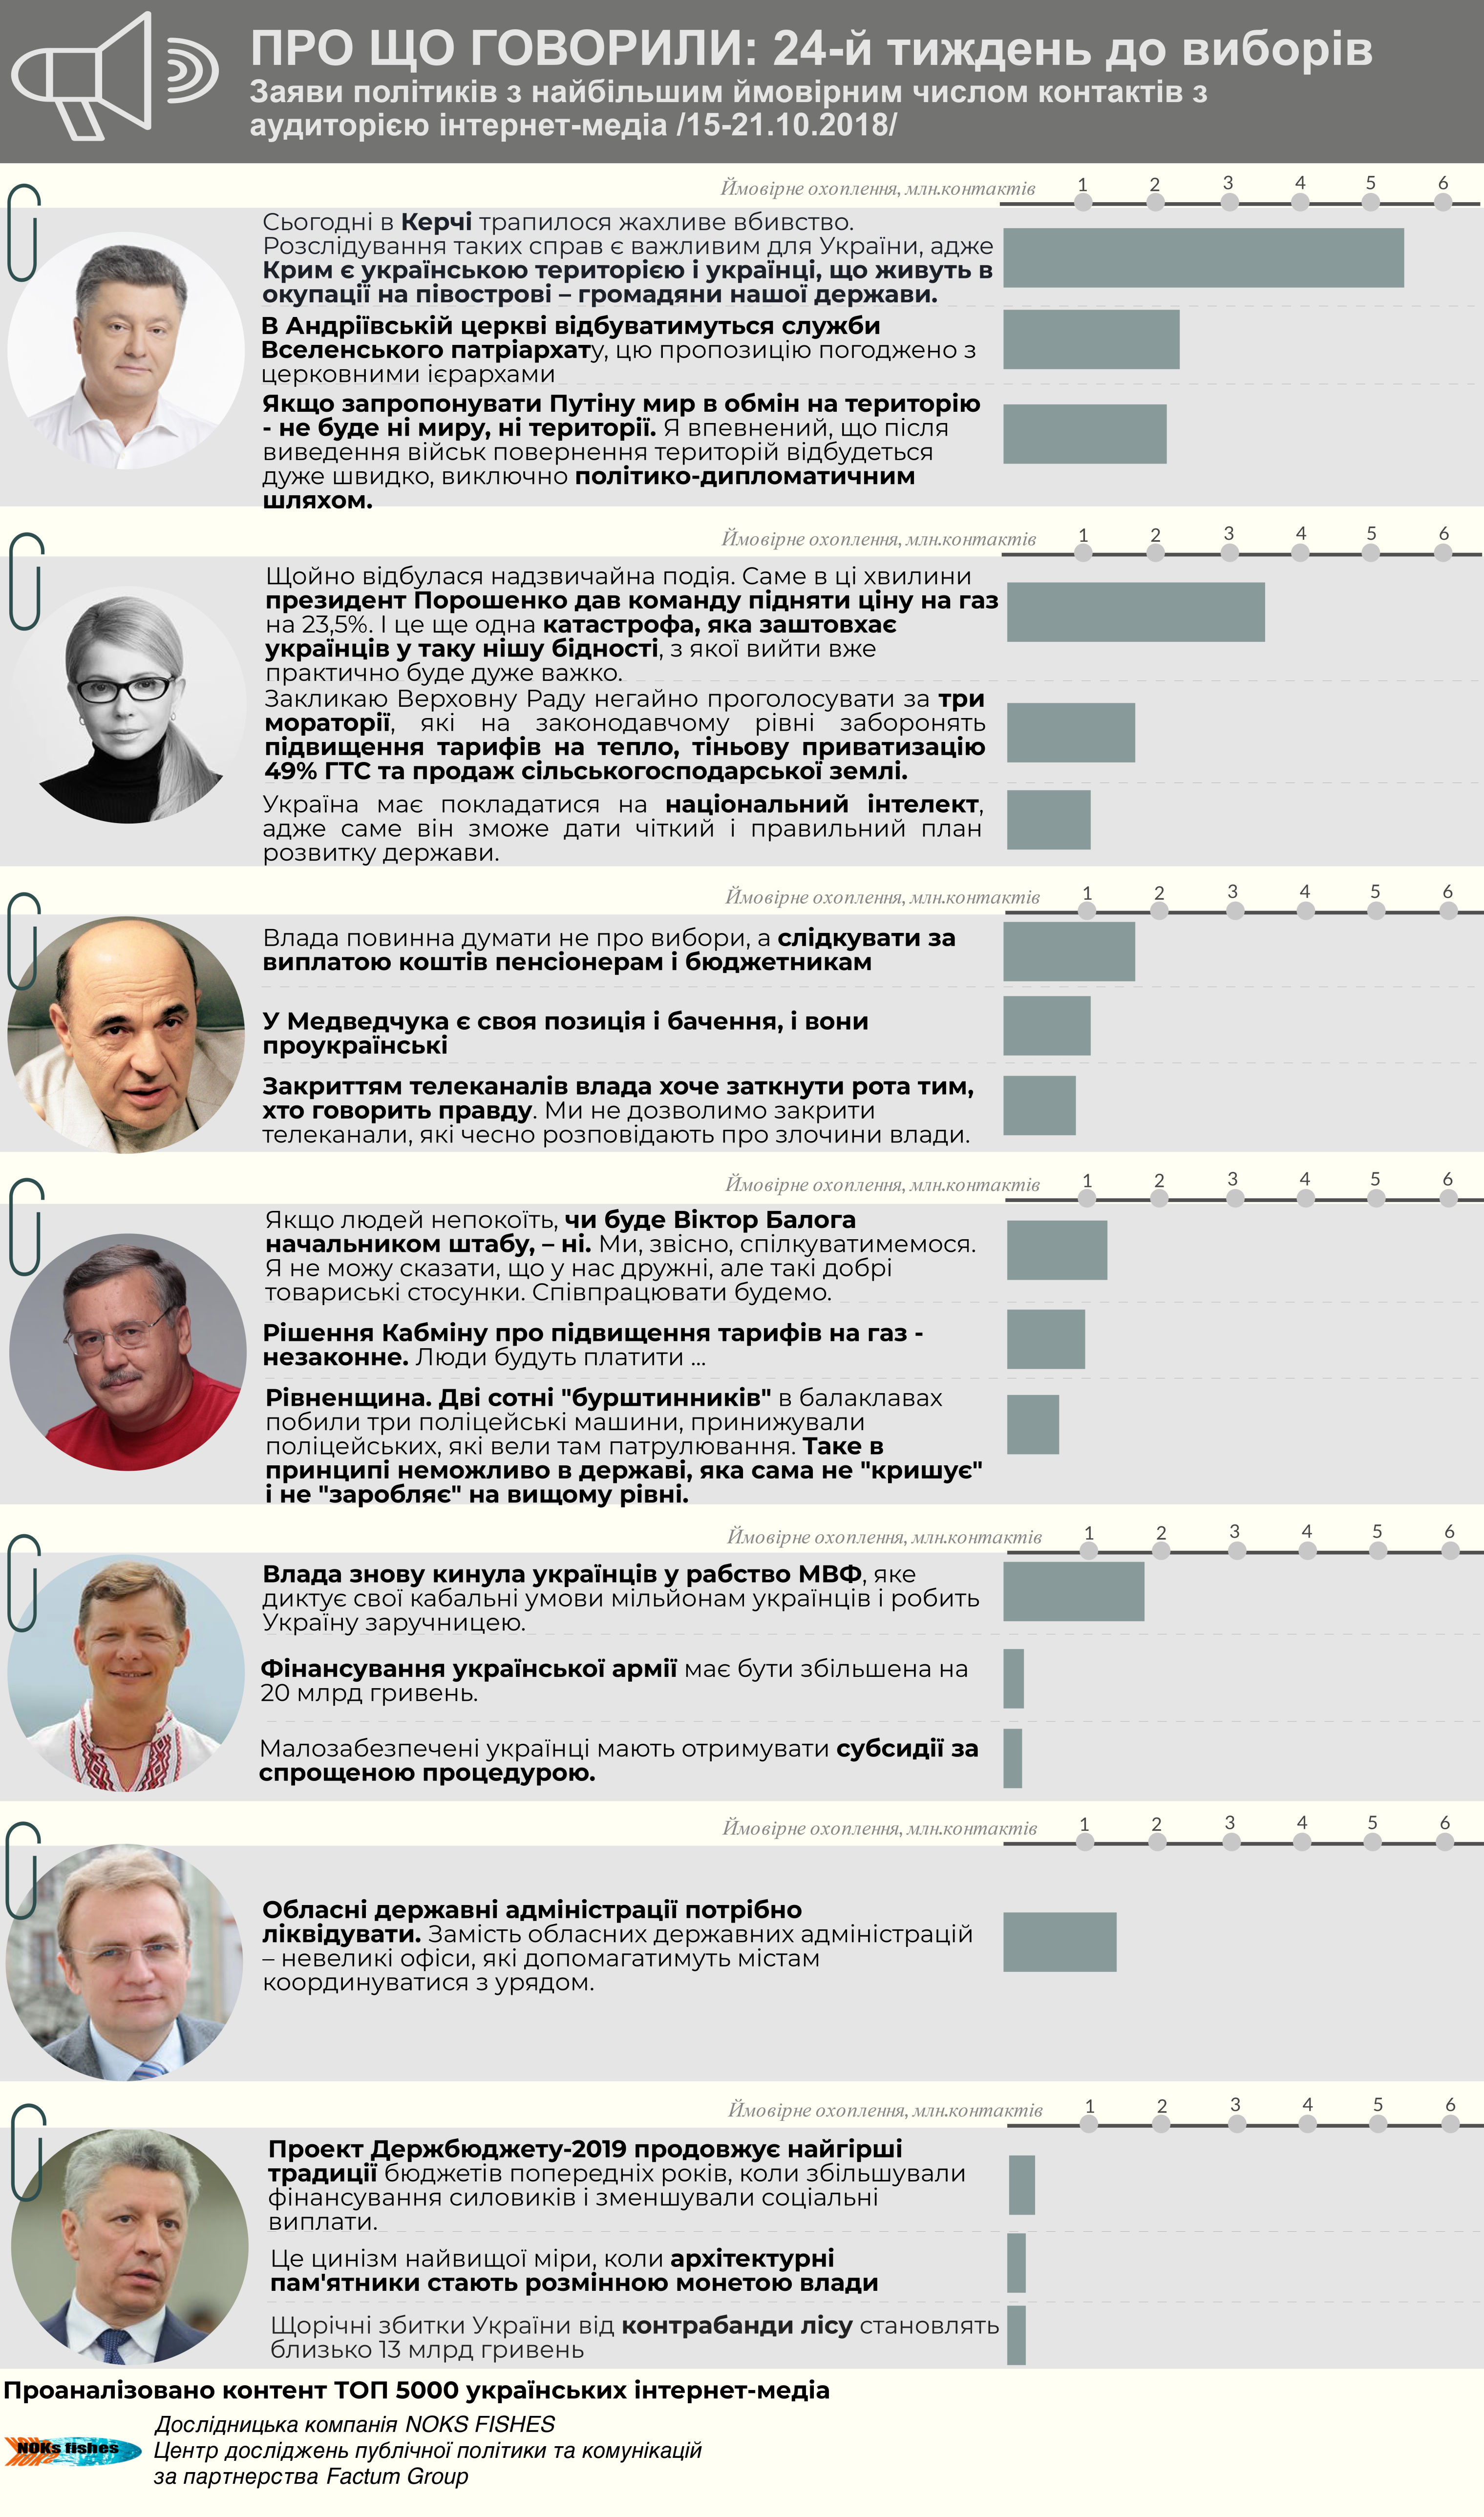 ПРО ЩО ГОВОРИЛИ: 24-й тиждень до виборів
Заяви політиків з найбільшим ймовірним числом контактів з
аудиторією інтернет-медіа /15-21.10.2018/
Ймовірне охоплення, млн.контактів 1 2 3 4 5 6
Сьогодні в Керчі трапилося жахливе вбивство.
Розслідування таких справ є важливим для України, адже
Крим є українською територією і українці, що живуть в
окупації на півострові – громадяни нашої держави.
В Андріївській церкві відбуватимуться служби
Вселенського патріархату, цю пропозицію погоджено з
церковними ієрархами
Якщо запропонувати Путіну мир в обмін на територію
- не буде ні миру, ні території. Я впевнений, що після
виведення військ повернення територій відбудеться
дуже швидко, виключно політико-дипломатичним
шляхом.
Ймовірне охоплення, млн.контактів 1 2 3 4 5 6
Щойно відбулася надзвичайна подія. Саме в ці хвилини
президент Порошенко дав команду підняти ціну на газ
на 23,5%. І це ще одна катастрофа, яка заштовхає
українців у таку нішу бідності, з якої вийти вже
практично буде дуже важко.
Закликаю Верховну Раду негайно проголосувати за три
мораторії, які на законодавчому рівні заборонять
підвищення тарифів на тепло, тіньову приватизацію
49% ГТС та продаж сільськогосподарської землі.
Україна має покладатися на національний інтелект,
адже саме він зможе дати чіткий і правильний план
розвитку держави.
Ймовірне охоплення, млн.контактів 1 2 3 4 5 6
Влада повинна думати не про вибори, а слідкувати за
виплатою коштів пенсіонерам і бюджетникам
У Медведчука є своя позиція і бачення, і вони
проукраїнські
Закриттям телеканалів влада хоче заткнути рота тим,
хто говорить правду. Ми не дозволимо закрити
телеканали, які чесно розповідають про злочини влади.
Ймовірне охоплення, млн.контактів 1 2 3 4 5 6
Якщо людей непокоїть, чи буде Віктор Балога
начальником штабу, – ні. Ми, звісно, спілкуватимемося.
Я не можу сказати, що у нас дружні, але такі добрі
товариські стосунки. Співпрацювати будемо.
Рішення Кабміну про підвищення тарифів на газ -
незаконне. Люди будуть платити ...
Рівненщина. Дві сотні "бурштинників" в балаклавах
побили три поліцейські машини, принижували
поліцейських, які вели там патрулювання. Таке в
принципі неможливо в державі, яка сама не "кришує"
і не "заробляє" на вищому рівні.
Ймовірне охоплення, млн.контактів 1 2 3 4 5 6
Влада знову кинула українців у рабство МВФ, яке
диктує свої кабальні умови мільйонам українців і робить
Україну заручницею.
Фінансування української армії має бути збільшена на
20 млрд гривень.
Малозабезпечені українці мають отримувати субсидії за
спрощеною процедурою.
Ймовірне охоплення, млн.контактів 1 2 3 4 5 6
Обласні державні адміністрації потрібно
ліквідувати. Замість обласних державних адміністрацій
– невеликі офіси, які допомагатимуть містам
координуватися з урядом.
Ймовірне охоплення, млн.контактів 1 2 3 4 5 6
Проект Держбюджету-2019 продовжує найгірші
традиції бюджетів попередніх років, коли збільшували
фінансування силовиків і зменшували соціальні
виплати.
Це цинізм найвищої міри, коли архітектурні
пам'ятники стають розмінною монетою влади
Щорічні збитки України від контрабанди лісу становлять
близько 13 млрд гривень
Проаналізовано контент ТОП 5000 українських інтернет-медіа
NOKs fishes
Дослідницька компанія NOKS FISHES
Центр досліджень публічної політики та комунікацій
за партнерства Factum Group